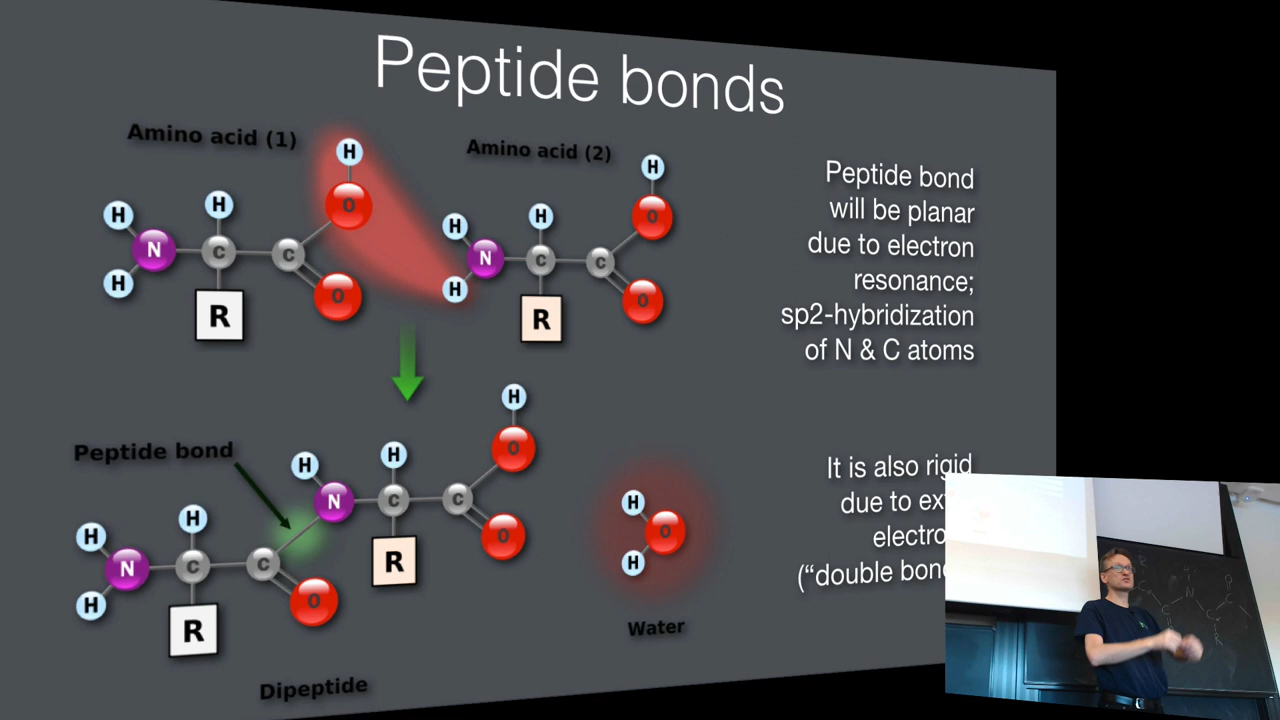 Peptide bonds
Amino acid (1)
Amino acid (2)
H
H
O
H
H
N
C
C
H
O
R
H
O
H
H
N
C
C
H
O
R
Peptide bond
will be planar
due to electron
resonance;
sp2-hybridization
of N & C atoms
Peptide bond
H
O
H
H
N
C
C
O
R
H
H
N
C
C
H
O
R
Dipeptide
H
O
H
Water
It is also rigid
due to
electro
("double bon